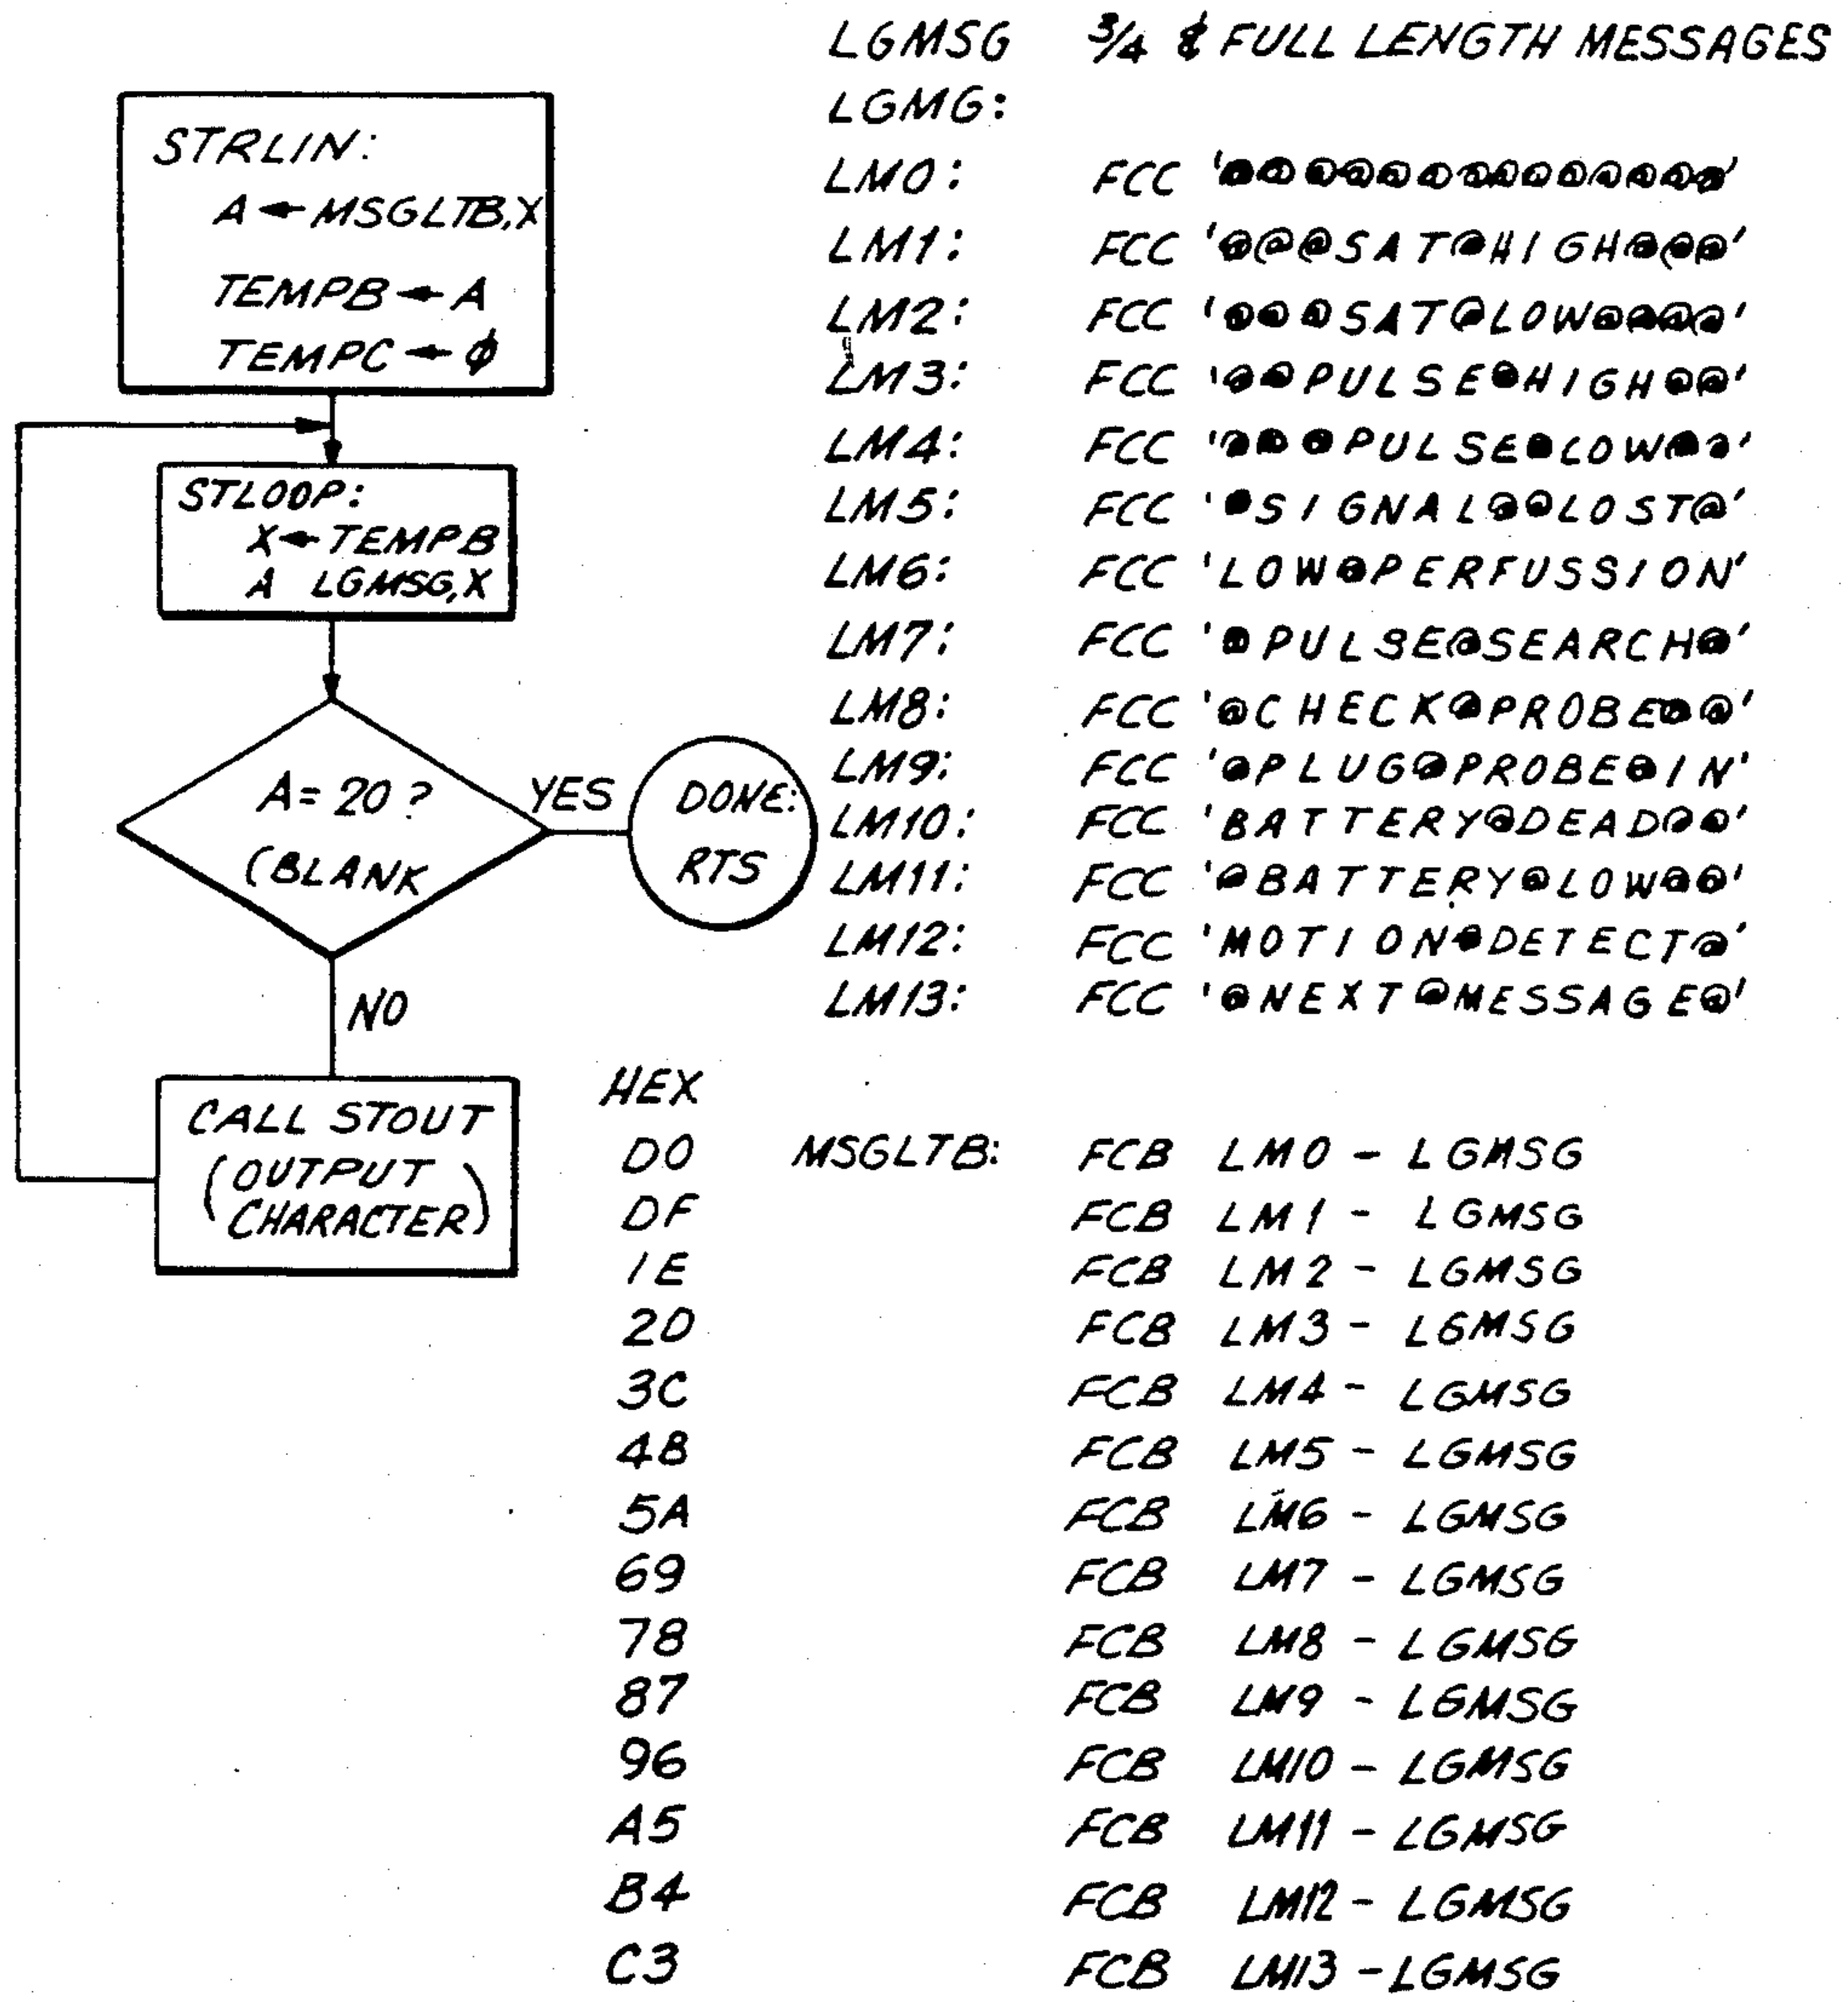 STRLIN:
A ← MSGLTB,X
TEMPB ← A
TEMPC ← φ
STLOOP:
X ← TEMPB
A LGMSG,X
A = 20 ?
(BLANK
YES
DONE:
RTS
NO
CALL STOUT
(OUTPUT
CHARACTER)
LGMSG 3/4 & FULL LENGTH MESSAGES
LGMG:
LM0: FCC '@@@@@@@@@@@@@@'
LM1: FCC '@@@SAT@HIGH@@@'
LM2: FCC '@@@SAT@LOW@@@@'
LM3: FCC '@@PULSE@HIGH@@'
LM4: FCC '@@@PULSE@LOW@@'
LM5: FCC '@SIGNAL@@LOST@'
LM6: FCC 'LOW@PERFUSSION'
LM7: FCC '@PULSE@SEARCH@'
LM8: FCC '@CHECK@PROBE@@'
LM9: FCC '@PLUG@PROBE@IN'
LM10: FCC 'BATTERY@DEAD@@'
LM11: FCC '@BATTERY@LOW@@'
LM12: FCC 'MOTION@DETECT@'
LM13: FCC '@NEXT@MESSAGE@'
HEX
D0 MSGLTB: FCB LM0 - LGMSG
DF FCB LM1 - LGMSG
1E FCB LM2 - LGMSG
2D FCB LM3 - LGMSG
3C FCB LM4 - LGMSG
4B FCB LM5 - LGMSG
5A FCB LM6 - LGMSG
69 FCB LM7 - LGMSG
78 FCB LM8 - LGMSG
87 FCB LM9 - LGMSG
96 FCB LM10 - LGMSG
A5 FCB LM11 - LGMSG
B4 FCB LM12 - LGMSG
C3 FCB LM13 - LGMSG